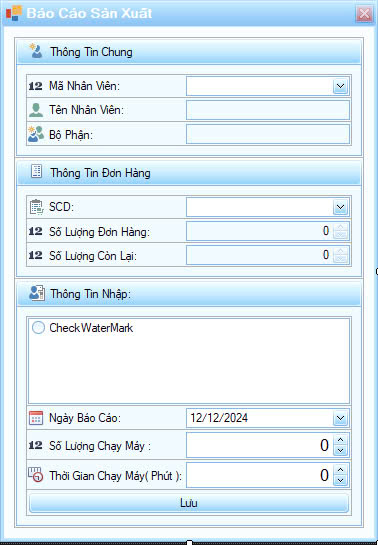 Báo Cáo Sản Xuất
Thông Tin Chung
12 Mã Nhân Viên:
Tên Nhân Viên:
Bộ Phận:
Thông Tin Đơn Hàng
SCD:
12 Số Lượng Đơn Hàng: 0
12 Số Lượng Còn Lại: 0
Thông Tin Nhập:
CheckWaterMark
Ngày Báo Cáo: 12/12/2024
12 Số Lượng Chạy Máy : 0
Thời Gian Chạy Máy( Phút ): 0
Lưu